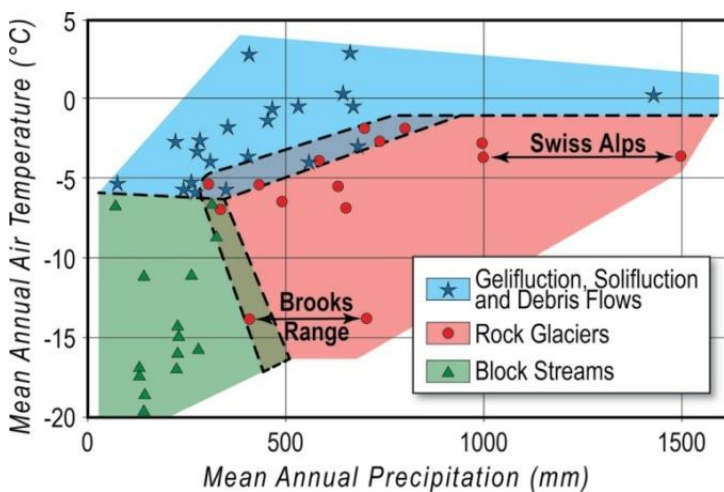 Mean Annual Air Temperature (°C)
5
0
-5
-10
-15
-20
Swiss Alps
Brooks
Range
Gelifluction, Solifluction
and Debris Flows
Rock Glaciers
Block Streams
0
500
1000
1500
Mean Annual Precipitation (mm)